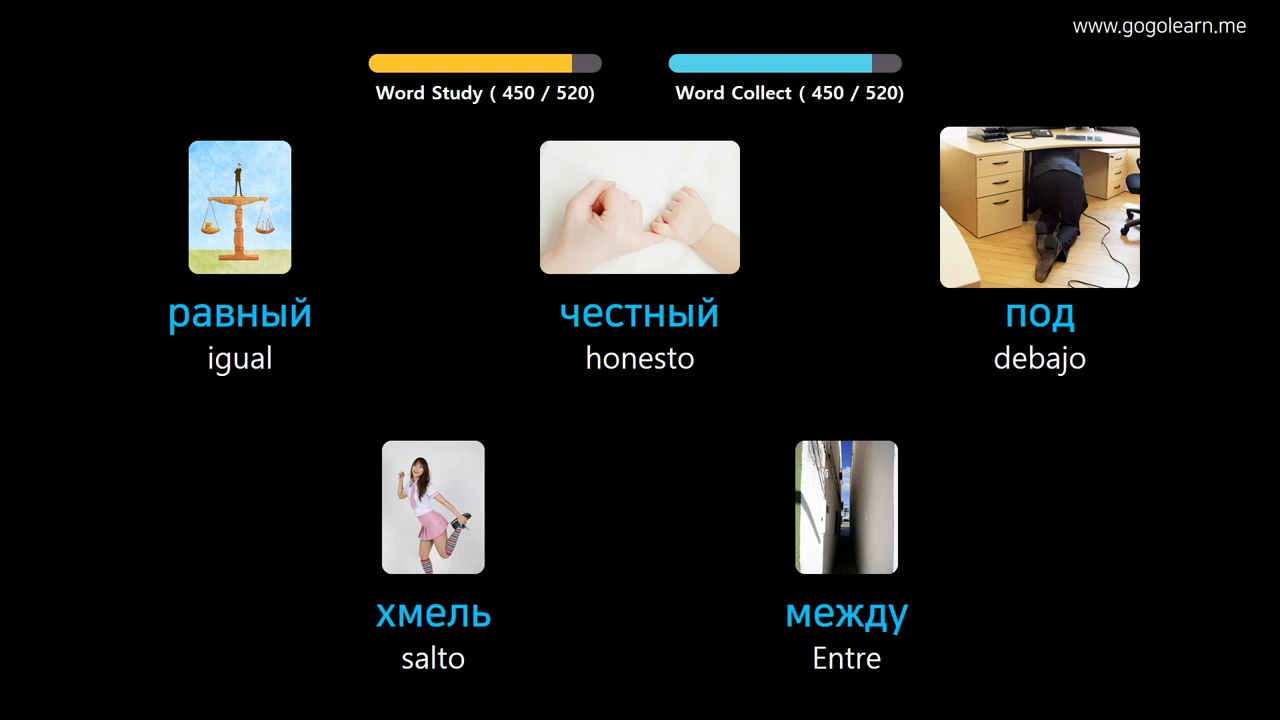 www.gogolearn.me
Word Study ( 450 / 520)
Word Collect ( 450 / 520)
равный
igual
честный
honesto
под
debajo
хмель
salto
между
Entre